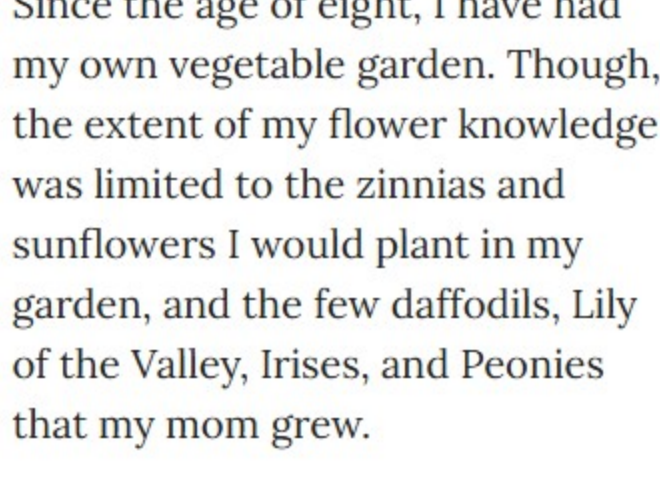 Since the age of eight, I have had
my own vegetable garden. Though,
the extent of my flower knowledge
was limited to the zinnias and
sunflowers I would plant in my
garden, and the few daffodils, Lily
of the Valley, Irises, and Peonies
that my mom grew.